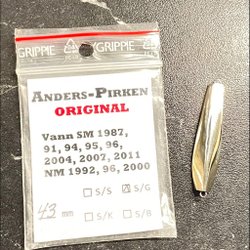 GRIPPIE
GRIPPIE
ANDERS-PIRKEN
ORIGINAL
Vann SM 1987,
91, 94, 95, 96,
2004, 2007, 2011
NM 1992, 96, 2000
S/S S/G
43 mm S/K S/B